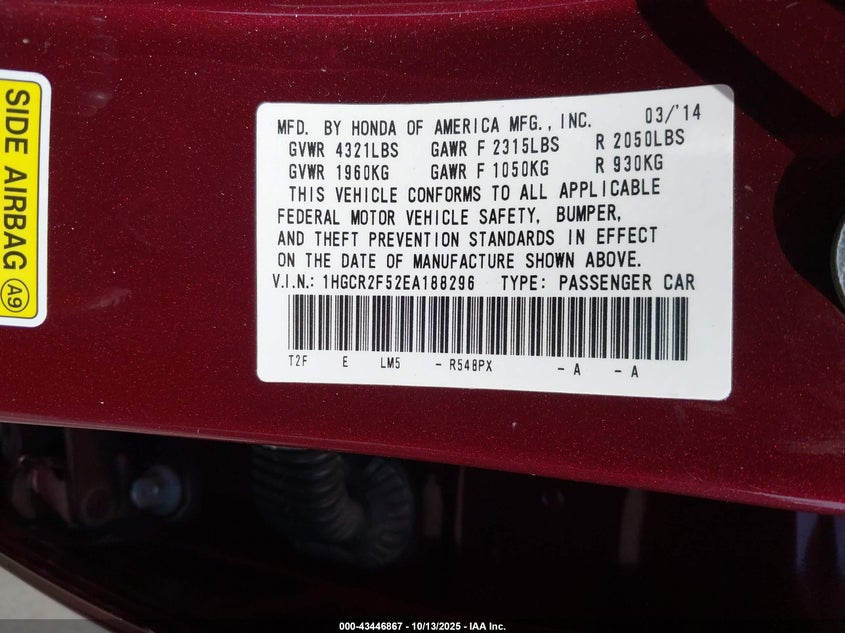 SIDE AIRBAG A9
MFD. BY HONDA OF AMERICA MFG., INC. 03/'14
GVWR 4321LBS GAWR F 2315LBS R 2050LBS
GVWR 1960KG GAWR F 1050KG R 930KG
THIS VEHICLE CONFORMS TO ALL APPLICABLE
FEDERAL MOTOR VEHICLE SAFETY, BUMPER,
AND THEFT PREVENTION STANDARDS IN EFFECT
ON THE DATE OF MANUFACTURE SHOWN ABOVE.
V.I.N.: 1HGCR2F52EA188296 TYPE: PASSENGER CAR
T2F E LM5 - R548PX - A - A
000-43446867 - 10/13/2025 - IAA Inc.